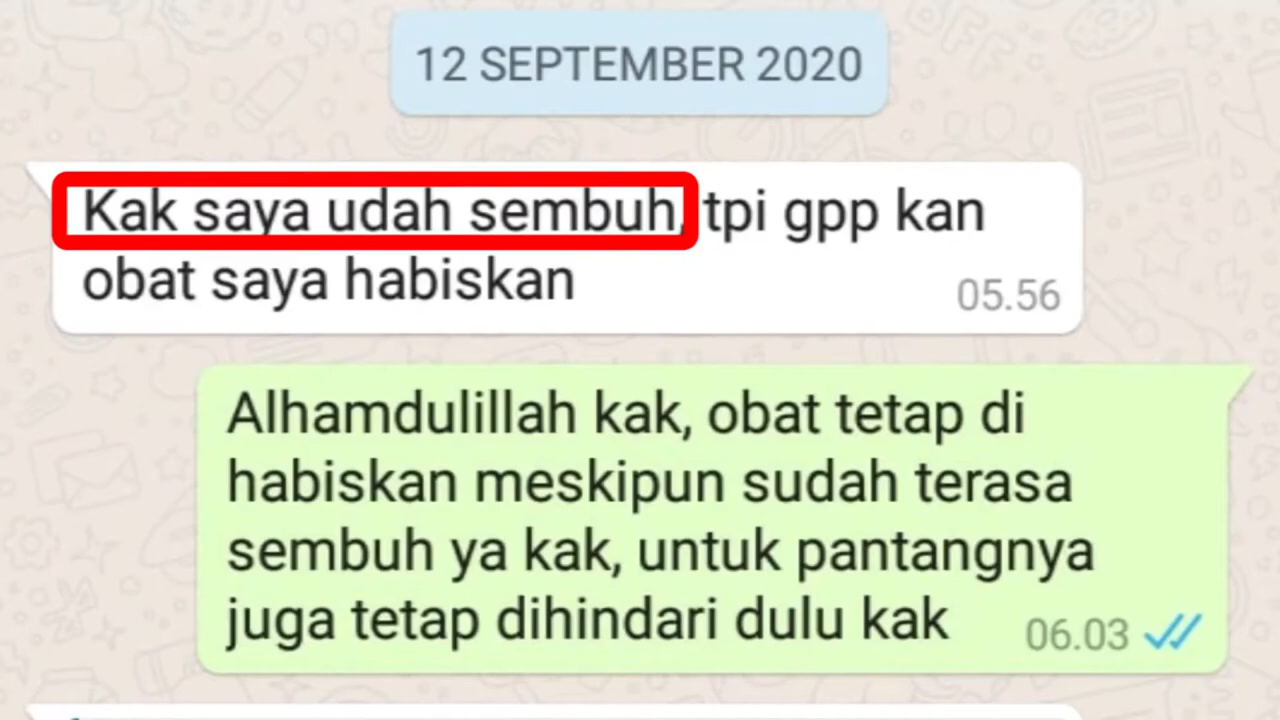 12 SEPTEMBER 2020
Kak saya udah sembuh, tpi gpp kan
obat saya habiskan
05.56
Alhamdulillah kak, obat tetap di
habiskan meskipun sudah terasa
sembuh ya kak, untuk pantangnya
juga tetap dihindari dulu kak
06.03